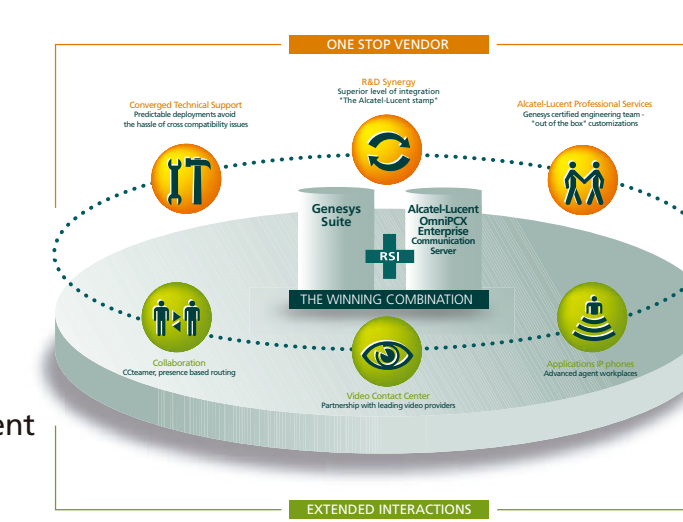 ONE STOP VENDOR
R&D Synergy
Superior level of integration
"The Alcatel-Lucent stamp"
Converged Technical Support
Predictable deployments avoid
the hassle of cross compatibility issues
Alcatel-Lucent Professional Services
Genesys certified engineering team -
"out of the box" customizations
Genesys
Suite
Alcatel-Lucent
OmniPCX
Enterprise
Communication
Server
RSI
THE WINNING COMBINATION
Collaboration
CCteamer, presence based routing
Video Contact Center
Partnership with leading video providers
Applications IP phones
Advanced agent workplaces
ent
EXTENDED INTERACTIONS